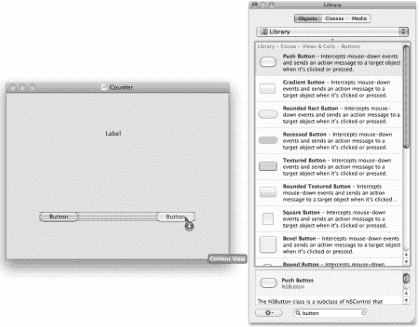 Counter
Label
Button
Button
Content View
Library
Objects Classes Media
Library
Library - Cocoa - Views & Cells - Buttons
Push Button - Intercepts mouse-down
events and sends an action message to a target
object when it's clicked or pressed.
Gradient Button - Intercepts mouse-down
events and sends an action message to a
target object when it's clicked or pressed.
Rounded Rect Button - Intercepts mouse-
down events and sends an action message to
a target object when it's clicked or pressed.
Recessed Button - Intercepts mouse-down
events and sends an action message to a
target object when it's clicked or pressed.
Textured Button - Intercepts mouse-down
events and sends an action message to a
target object when it's clicked or pressed.
Rounded Textured Button - Intercepts
mouse-down events and sends an action
message to a target object when it's clicked...
Square Button - Intercepts mouse-down
events and sends an action message to a
target object when it's clicked or pressed.
Bevel Button - Intercepts mouse-down
events and sends an action message to a
target object when it's clicked or pressed.
Round Button - Intercepts mouse-down
Push Button
NSButton
The NSButton class is a subclass of NSControl that
button